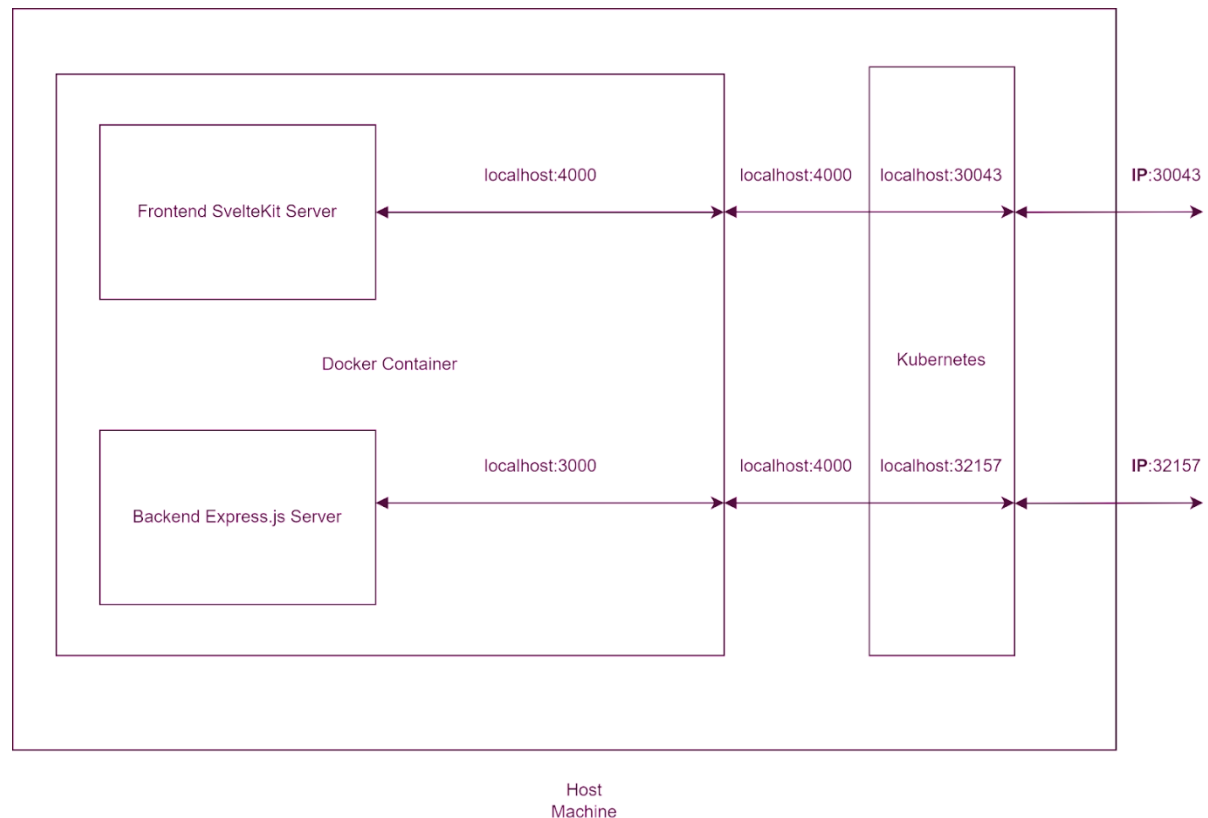 localhost:4000
localhost:4000
localhost:30043
IP:30043
Frontend SvelteKit Server
Docker Container
Kubernetes
localhost:3000
localhost:4000
localhost:32157
IP:32157
Backend Express.js Server
Host
Machine